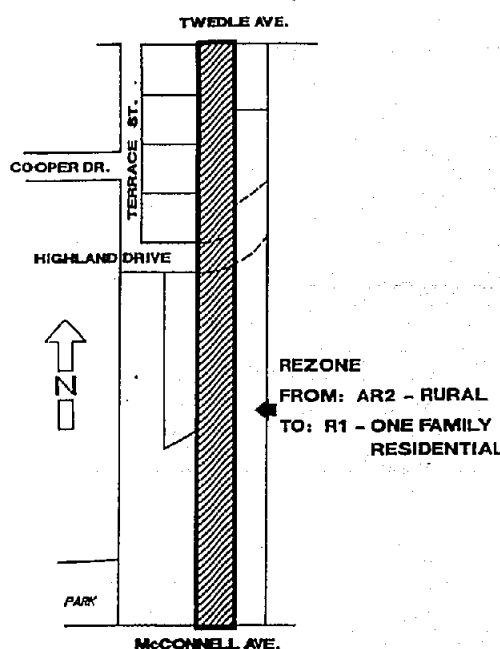 TWEDLE AVE.
TERRACE ST.
COOPER DR.
HIGHLAND DRIVE
N
REZONE
FROM: AR2 - RURAL
TO: R1 - ONE FAMILY
RESIDENTIAL
PARK
McCONNELL AVE.